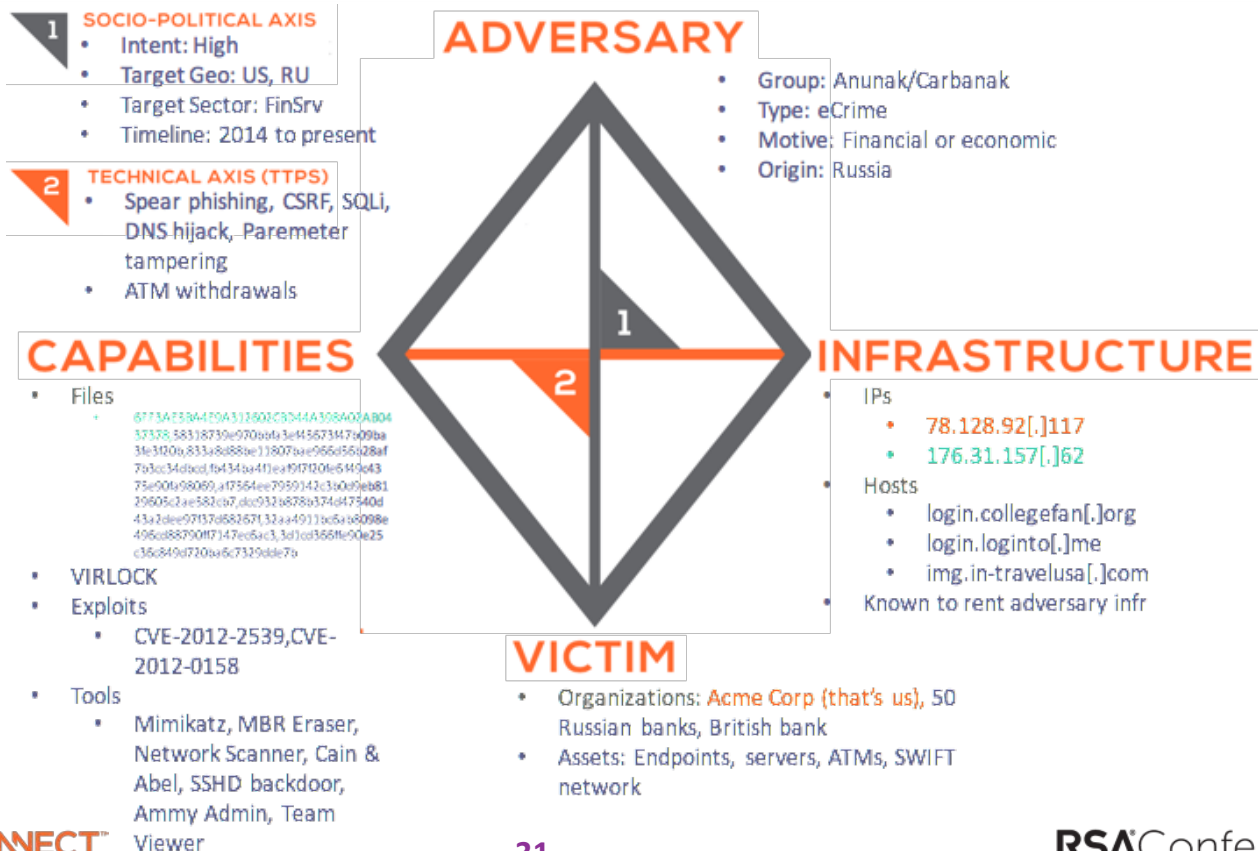 1
SOCIO-POLITICAL AXIS
• Intent: High
• Target Geo: US, RU
• Target Sector: FinSrv
• Timeline: 2014 to present
2
TECHNICAL AXIS (TTPS)
• Spear phishing, CSRF, SQLi,
DNS hijack, Paremeter
tampering
• ATM withdrawals
ADVERSARY
• Group: Anunak/Carbanak
• Type: eCrime
• Motive: Financial or economic
• Origin: Russia
1
2
CAPABILITIES
• Files
• VIRLOCK
• Exploits
• CVE-2012-2539,CVE-
2012-0158
• Tools
• Mimikatz, MBR Eraser,
Network Scanner, Cain &
Abel, SSHD backdoor,
Ammy Admin, Team
Viewer
INFRASTRUCTURE
• IPs
• 78.128.92[.]117
• 176.31.157[.]62
• Hosts
• login.collegefan[.]org
• login.loginto[.]me
• img.in-travelusa[.]com
• Known to rent adversary infr
VICTIM
• Organizations: Acme Corp (that's us), 50
Russian banks, British bank
• Assets: Endpoints, servers, ATMs, SWIFT
network